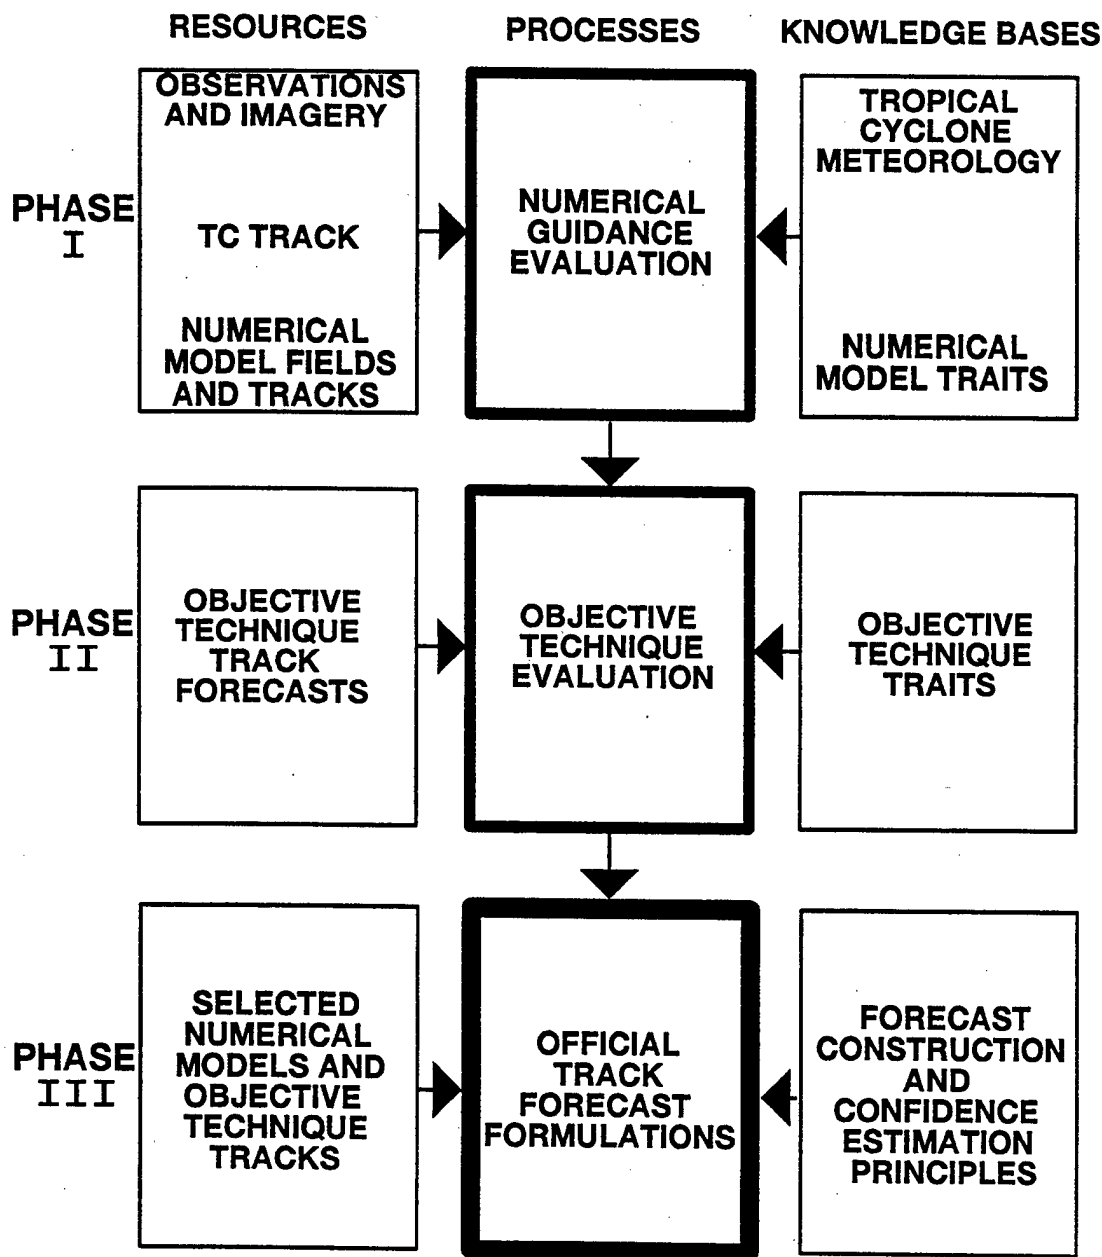 RESOURCES
PROCESSES
KNOWLEDGE BASES
PHASE
I
OBSERVATIONS
AND IMAGERY
TC TRACK
NUMERICAL
MODEL FIELDS
AND TRACKS
NUMERICAL
GUIDANCE
EVALUATION
TROPICAL
CYCLONE
METEOROLOGY
NUMERICAL
MODEL TRAITS
PHASE
II
OBJECTIVE
TECHNIQUE
TRACK
FORECASTS
OBJECTIVE
TECHNIQUE
EVALUATION
OBJECTIVE
TECHNIQUE
TRAITS
PHASE
III
SELECTED
NUMERICAL
MODELS AND
OBJECTIVE
TECHNIQUE
TRACKS
OFFICIAL
TRACK
FORECAST
FORMULATIONS
FORECAST
CONSTRUCTION
AND
CONFIDENCE
ESTIMATION
PRINCIPLES